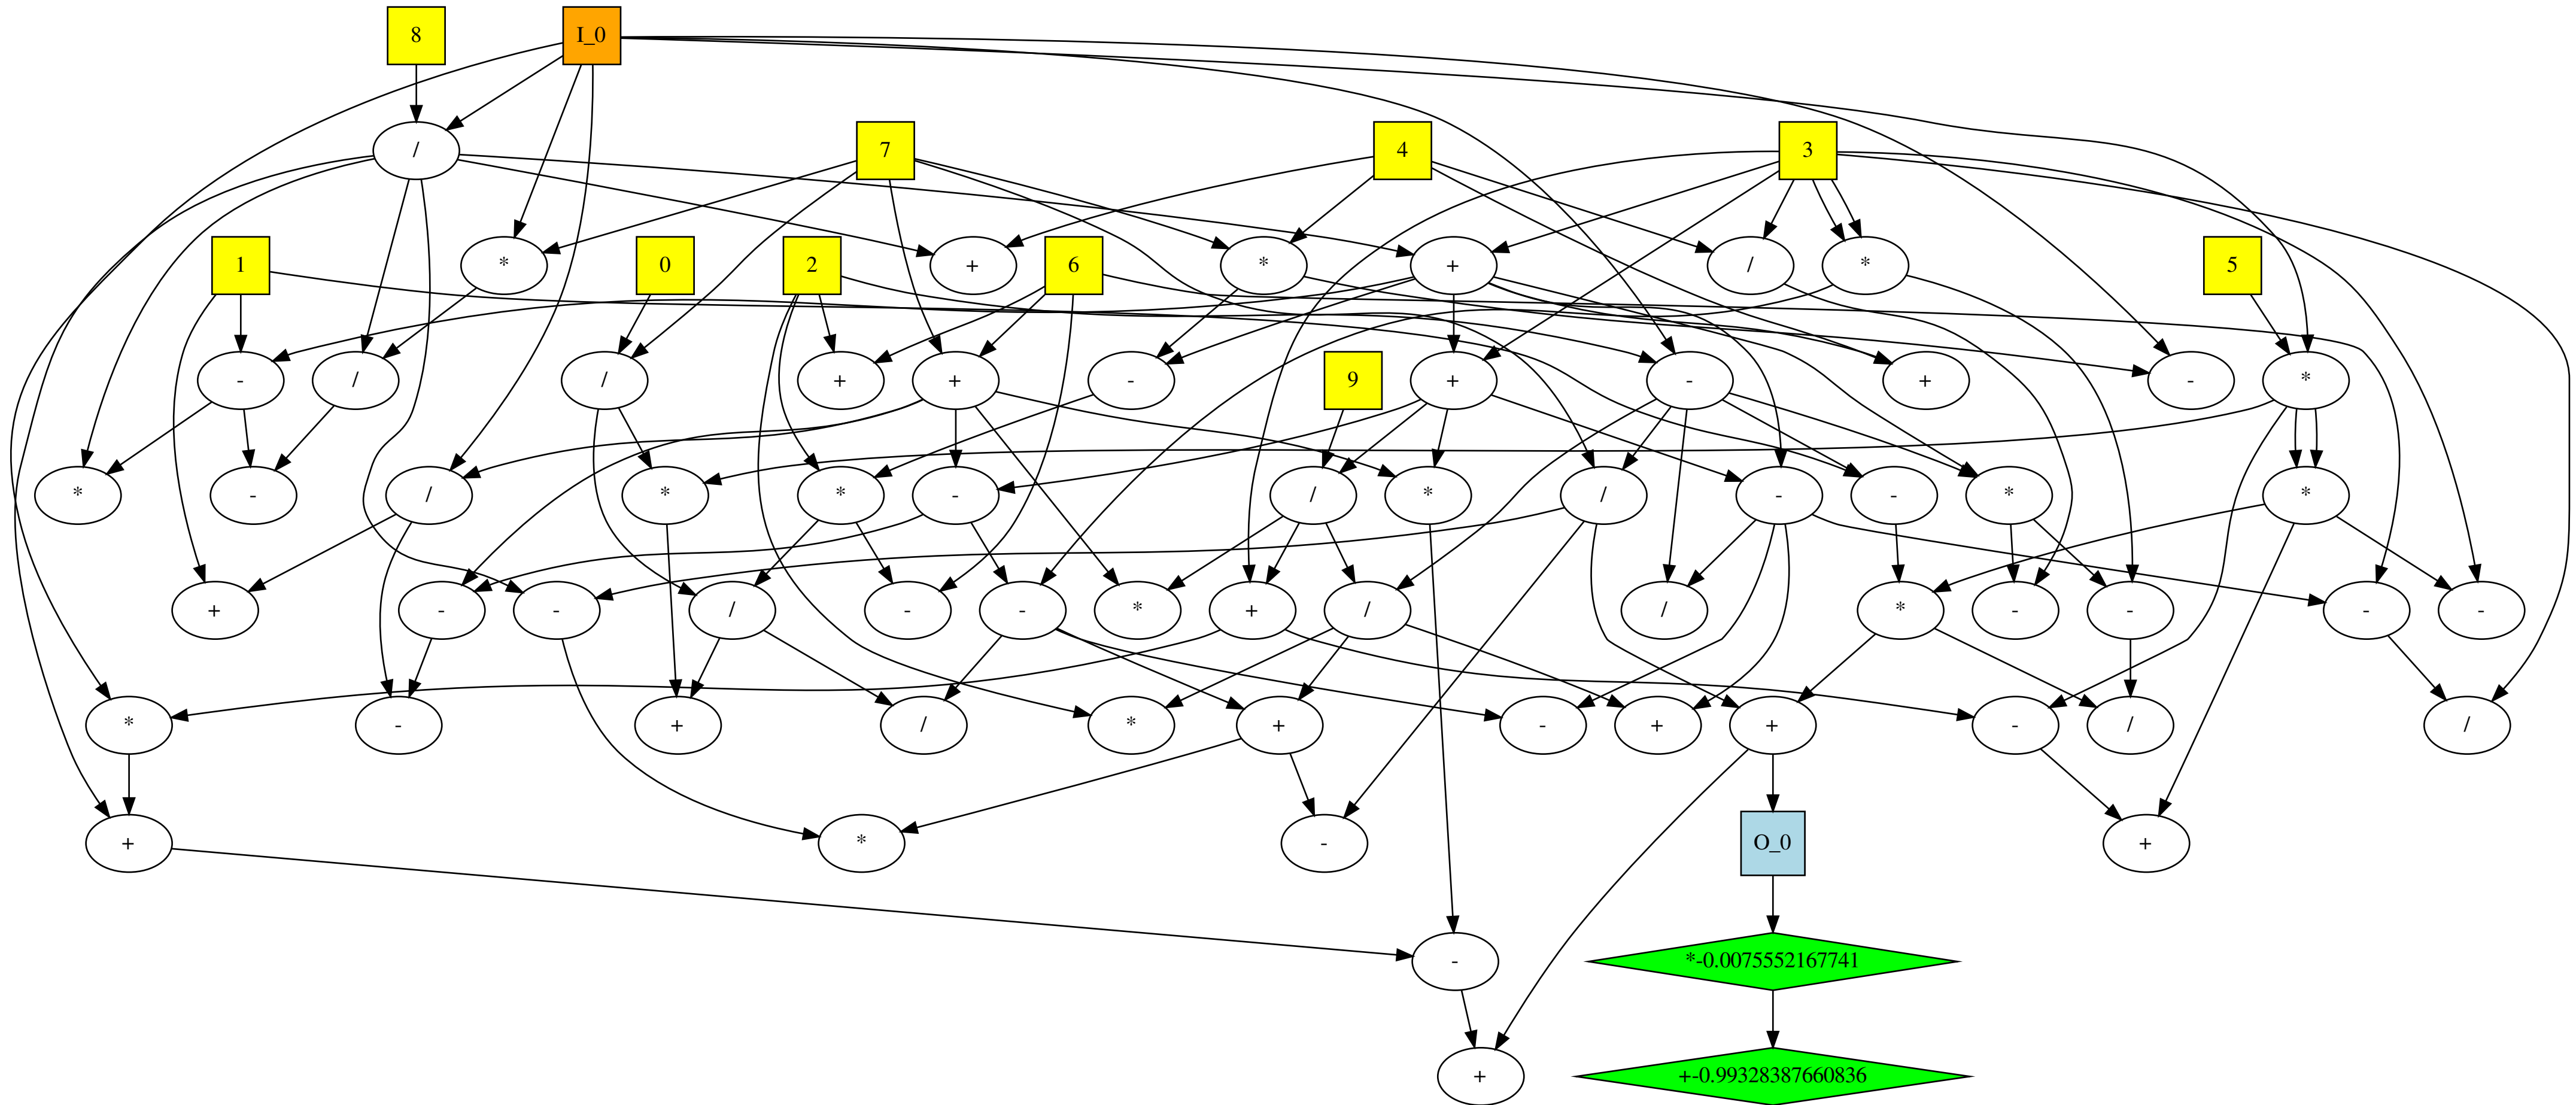 8 I_0
/ 7 4 3
1 * 0 2 + 6 * + / * 5
- / / + + - 9 + - + - *
* - / * * - / * / - - * *
+ - - / - - * + / / * - - - -
* - + / * + - + + - / /
+ * - O_0 +
- *-0.0075552167741
+ +-0.99328387660836